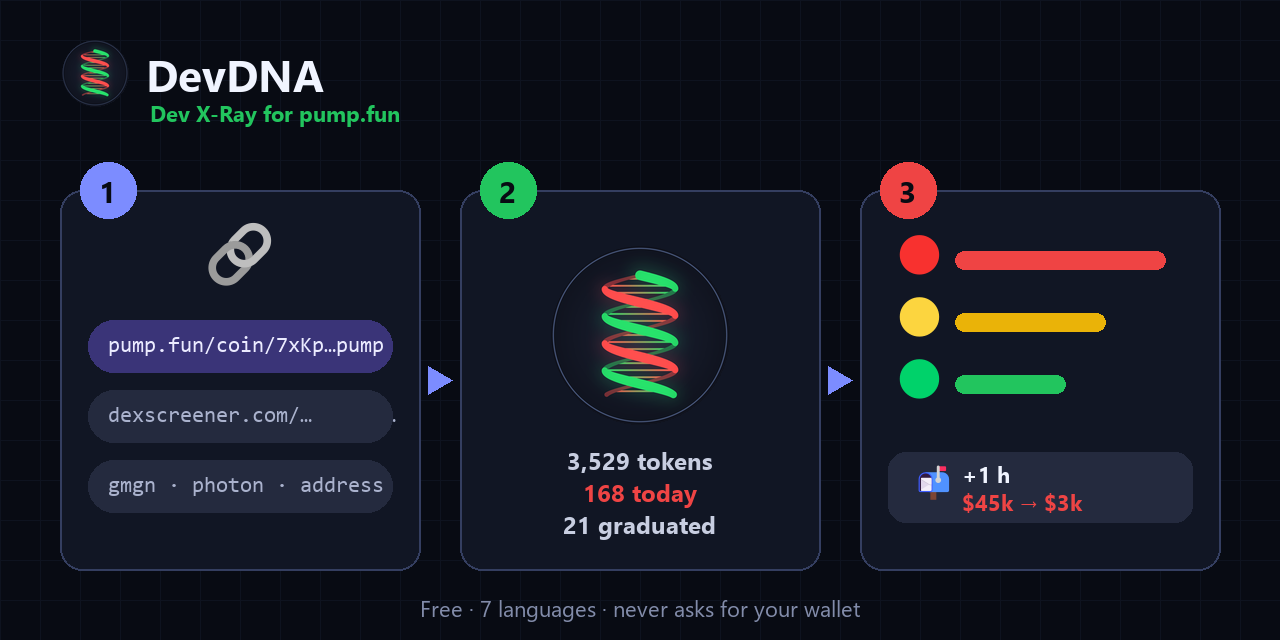 DevDNA
Dev X-Ray for pump.fun
1
pump.fun/coin/7xKp…pump
dexscreener.com/… .
gmgn · photon · address
2
3,529 tokens
168 today
21 graduated
3
+1 h
$45k → $3k
Free · 7 languages · never asks for your wallet